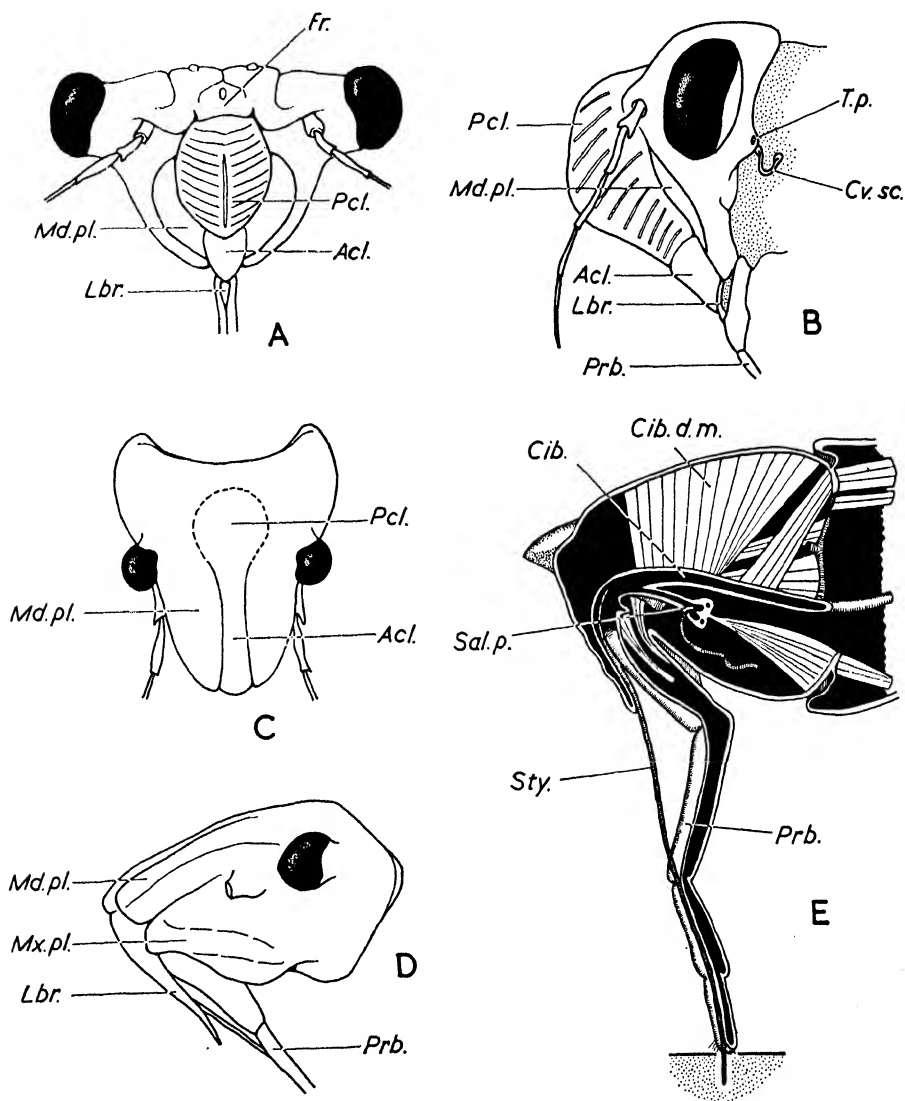 Fr.
Pcl.
Md.pl.
Acl.
Lbr.
A
T.p.
Pcl.
Md.pl.
Cv. sc.
Acl.
Lbr.
B
Prb.
Pcl.
Md.pl.
Acl.
C
Cib. d. m.
Cib.
Sal. p.
Sty.
Prb.
E
Md.pl.
Mx.pl.
D
Lbr.
Prb.